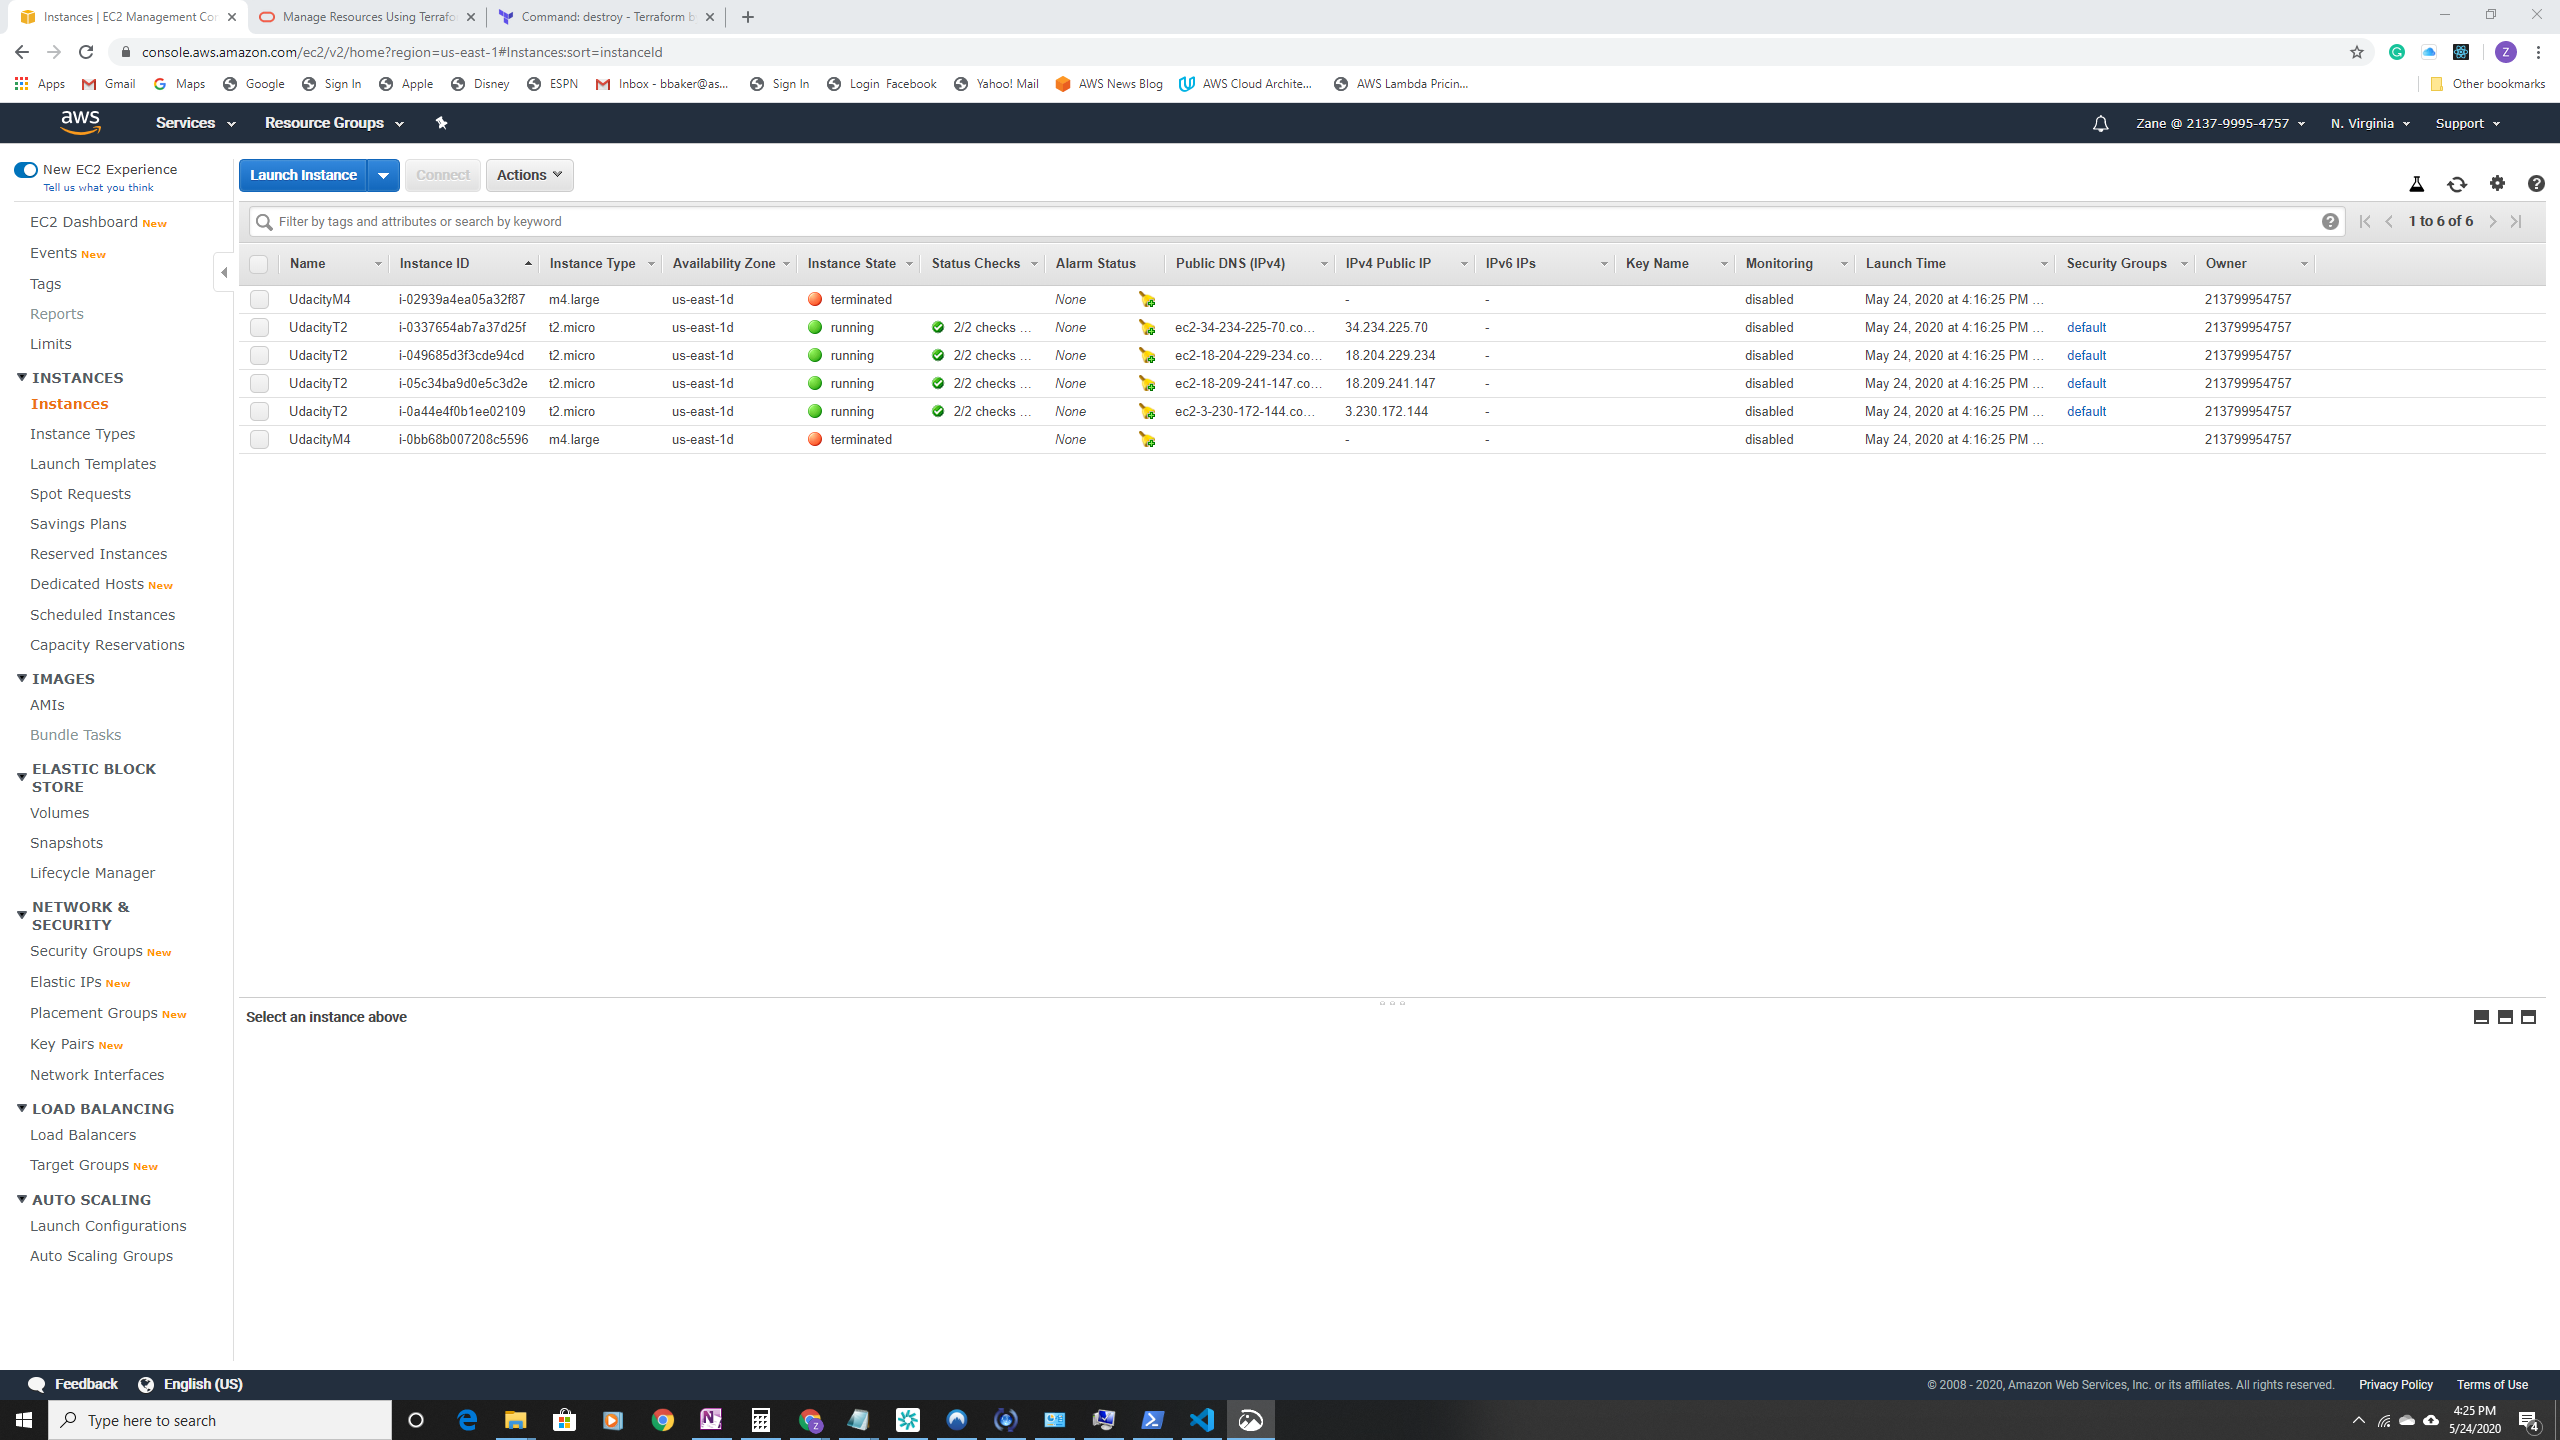 Instances | EC2 Management Con
Manage Resources Using Terrafo
Command: destroy - Terraform b
console.aws.amazon.com/ec2/v2/home?region=us-east-1#Instances:sort=instanceId
Z
Apps Gmail Maps Google Sign In Apple Disney ESPN Inbox - bbaker@as... Sign In Login Facebook Yahoo! Mail AWS News Blog AWS Cloud Archite... AWS Lambda Pricin... Other bookmarks
aws Services Resource Groups Zane @ 2137-9995-4757 N. Virginia Support
New EC2 Experience
Tell us what you think
EC2 Dashboard New
Events New
Tags
Reports
Limits
INSTANCES
Instances
Instance Types
Launch Templates
Spot Requests
Savings Plans
Reserved Instances
Dedicated Hosts New
Scheduled Instances
Capacity Reservations
IMAGES
AMIs
Bundle Tasks
ELASTIC BLOCK
STORE
Volumes
Snapshots
Lifecycle Manager
NETWORK &
SECURITY
Security Groups New
Elastic IPs New
Placement Groups New
Key Pairs New
Network Interfaces
LOAD BALANCING
Load Balancers
Target Groups New
AUTO SCALING
Launch Configurations
Auto Scaling Groups
Launch Instance Connect Actions
Filter by tags and attributes or search by keyword 1 to 6 of 6
Name Instance ID Instance Type Availability Zone Instance State Status Checks Alarm Status Public DNS (IPv4) IPv4 Public IP IPv6 IPs Key Name Monitoring Launch Time Security Groups Owner
UdacityM4 i-02939a4ea05a32f87 m4.large us-east-1d terminated None - - disabled May 24, 2020 at 4:16:25 PM ... 213799954757
UdacityT2 i-0337654ab7a37d25f t2.micro us-east-1d running 2/2 checks ... None ec2-34-234-225-70.co... 34.234.225.70 - disabled May 24, 2020 at 4:16:25 PM ... default 213799954757
UdacityT2 i-049685d3f3cde94cd t2.micro us-east-1d running 2/2 checks ... None ec2-18-204-229-234.co... 18.204.229.234 - disabled May 24, 2020 at 4:16:25 PM ... default 213799954757
UdacityT2 i-05c34ba9d0e5c3d2e t2.micro us-east-1d running 2/2 checks ... None ec2-18-209-241-147.co... 18.209.241.147 - disabled May 24, 2020 at 4:16:25 PM ... default 213799954757
UdacityT2 i-0a44e4f0b1ee02109 t2.micro us-east-1d running 2/2 checks ... None ec2-3-230-172-144.co... 3.230.172.144 - disabled May 24, 2020 at 4:16:25 PM ... default 213799954757
UdacityM4 i-0bb68b007208c5596 m4.large us-east-1d terminated None - - disabled May 24, 2020 at 4:16:25 PM ... 213799954757
Select an instance above
Feedback English (US) © 2008 - 2020, Amazon Web Services, Inc. or its affiliates. All rights reserved. Privacy Policy Terms of Use
Type here to search
4:25 PM
5/24/2020
4